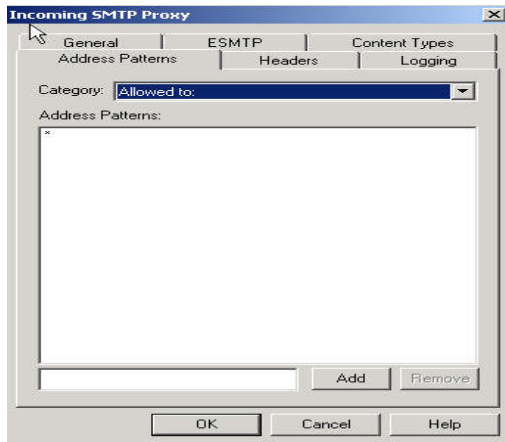 Incoming SMTP Proxy
General ESMTP Content Types
Address Patterns Headers Logging
Category: Allowed to:
Address Patterns:
*
Add Remove
OK Cancel Help